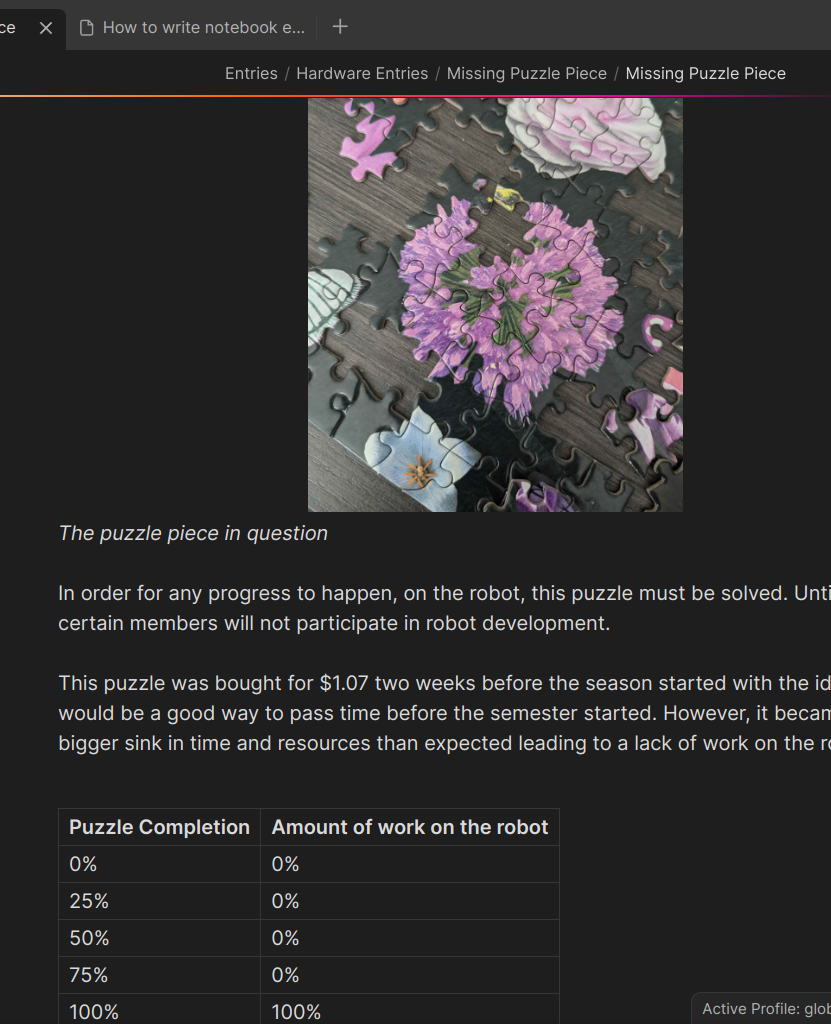 ce How to write notebook e...
Entries / Hardware Entries / Missing Puzzle Piece / Missing Puzzle Piece
The puzzle piece in question
In order for any progress to happen, on the robot, this puzzle must be solved. Unti
certain members will not participate in robot development.
This puzzle was bought for $1.07 two weeks before the season started with the id
would be a good way to pass time before the semester started. However, it becam
bigger sink in time and resources than expected leading to a lack of work on the ro
Puzzle Completion Amount of work on the robot
0% 0%
25% 0%
50% 0%
75% 0%
100% 100%
Active Profile: glob